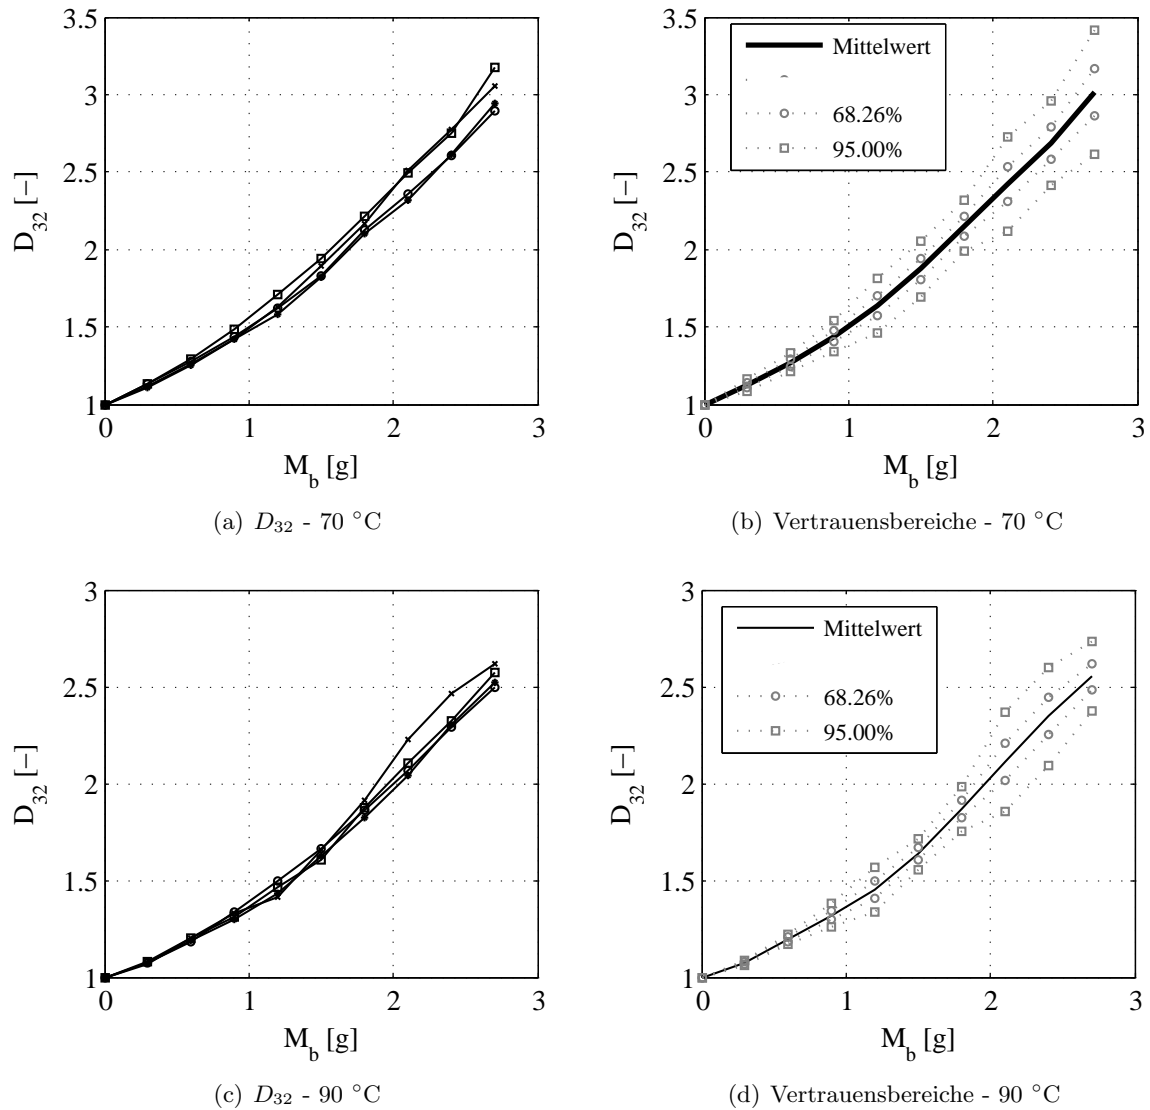 3.5
3
2.5
2
1.5
1
0 1 2 3
D32 [−]
Mb [g]
(a) D32 - 70 °C
3.5
3
2.5
2
1.5
1
0 1 2 3
D32 [−]
Mb [g]
Mittelwert
68.26%
95.00%
(b) Vertrauensbereiche - 70 °C
3
2.5
2
1.5
1
0 1 2 3
D32 [−]
Mb [g]
(c) D32 - 90 °C
3
2.5
2
1.5
1
0 1 2 3
D32 [−]
Mb [g]
Mittelwert
68.26%
95.00%
(d) Vertrauensbereiche - 90 °C